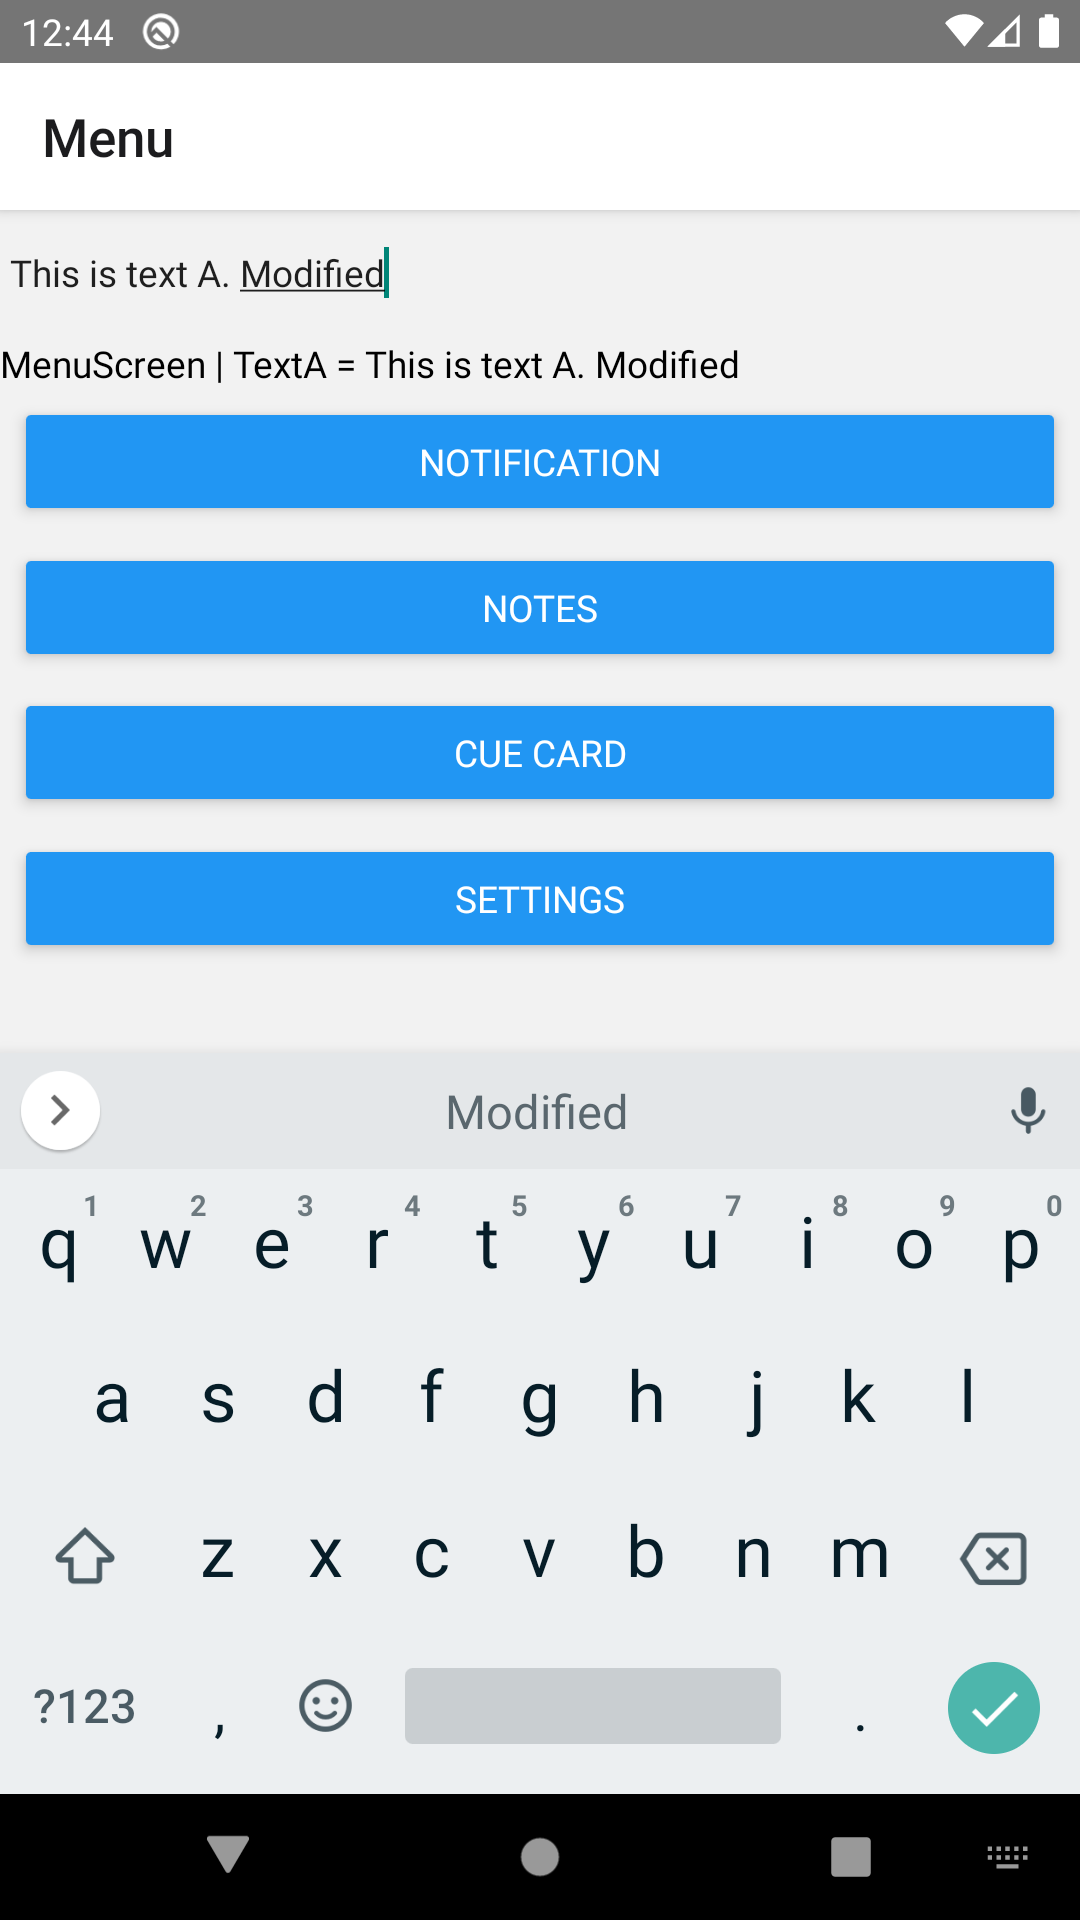 12:44
Menu
This is text A. Modified
MenuScreen | TextA = This is text A. Modified
NOTIFICATION
NOTES
CUE CARD
SETTINGS
Modified
1 2 3 4 5 6 7 8 9 0
q w e r t y u i o p
a s d f g h j k l
z x c v b n m
?123 , .